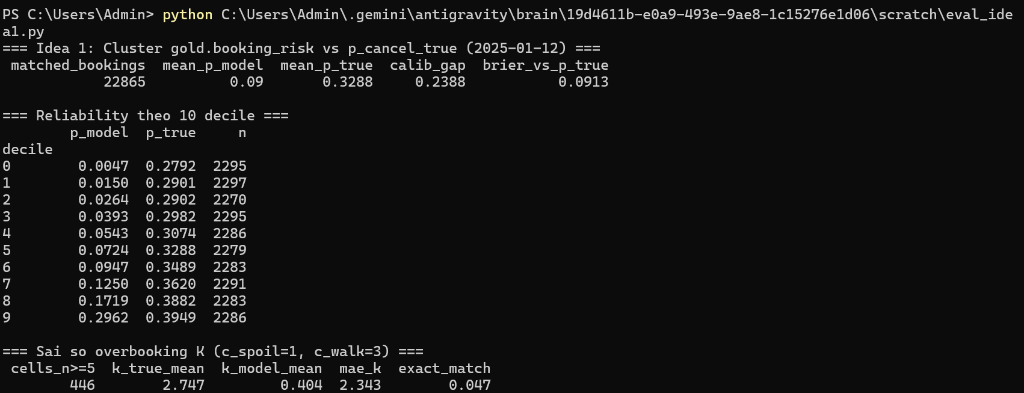 PS C:\Users\Admin> python C:\Users\Admin\.gemini\antigravity\brain\19d4611b-e0a9-493e-9ae8-1c15276e1d06\scratch\eval_ide
a1.py
=== Idea 1: Cluster gold.booking_risk vs p_cancel_true (2025-01-12) ===
 matched_bookings  mean_p_model  mean_p_true  calib_gap  brier_vs_p_true
            22865          0.09       0.3288     0.2388           0.0913

=== Reliability theo 10 decile ===
        p_model  p_true     n
decile
0        0.0047  0.2792  2295
1        0.0150  0.2901  2297
2        0.0264  0.2902  2270
3        0.0393  0.2982  2295
4        0.0543  0.3074  2286
5        0.0724  0.3288  2279
6        0.0947  0.3489  2283
7        0.1250  0.3620  2291
8        0.1719  0.3882  2283
9        0.2962  0.3949  2286

=== Sai so overbooking K (c_spoil=1, c_walk=3) ===
 cells_n>=5  k_true_mean  k_model_mean  mae_k  exact_match
        446        2.747         0.404  2.343        0.047